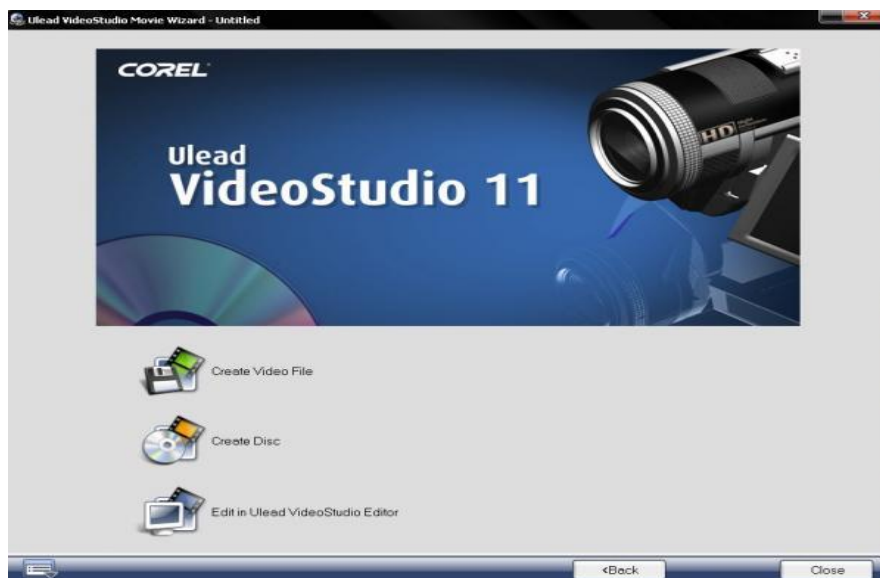 Ulead VideoStudio Movie Wizard - Untitled
COREL
Ulead
VideoStudio 11
HD
Create Video File
Create Disc
Edit in Ulead VideoStudio Editor
<Back Close